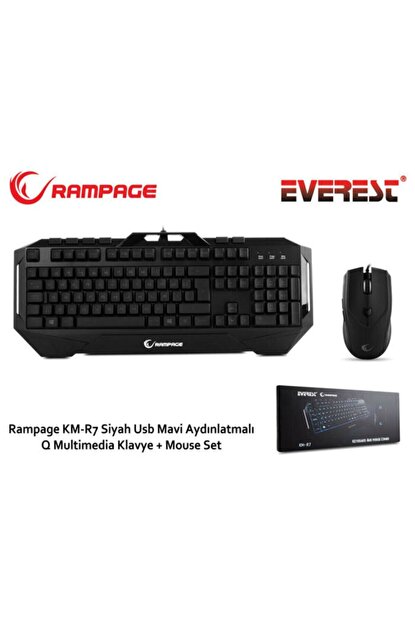 RAMPAGE
EVEREST®
RAMPAGE
EVEREST
KM-R7
Rampage KM-R7 Siyah Usb Mavi Aydınlatmalı
Q Multimedia Klavye + Mouse Set